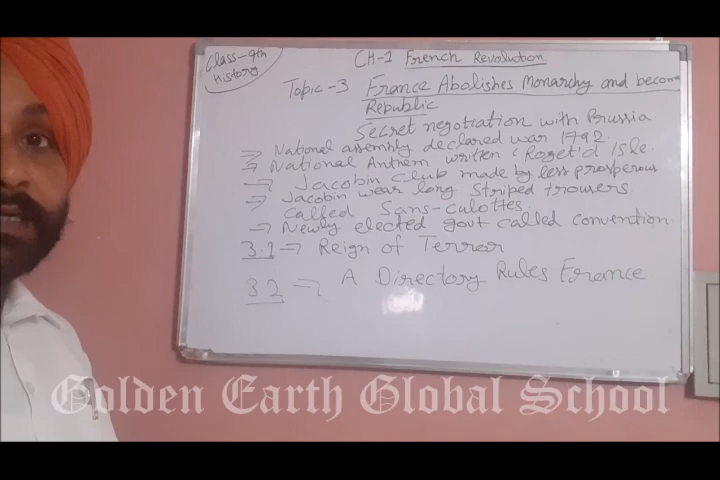 Class-9th
History
CH-1 French Revolution
Topic-3 France Abolishes Monarchy and becom
Republic
Secret negotiation with Prussia
→ National assembly declared war 1792.
→ National Anthem written (Roget'd Isle.
→ Jacobin club made by less prosperous
→ Jacobin wear long striped trousers
called Sans-culottes.
→ Newly elected govt called convention.
3.1 → Reign of Terror
3.2 → A Directory Rules France
Golden Earth Global School